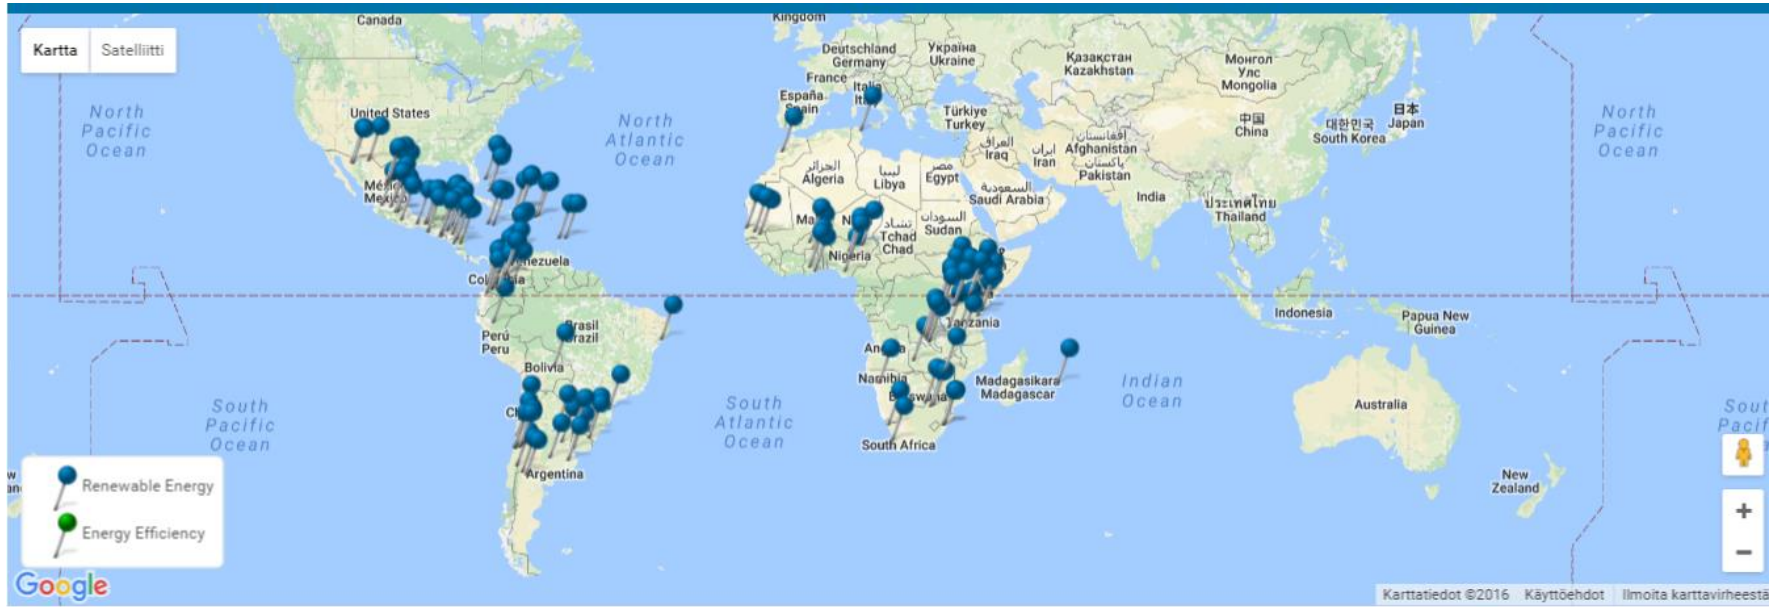 Kartta Satelliitti
Canada
Kingdom
Deutschland
Germany
Україна
Ukraine
Қазақстан
Kazakhstan
Монгол
Улс
Mongolia
France
España
Türkiye
Turkey
中国
China
대한민국
South Korea
日本
Japan
North
Pacific
Ocean
United States
North
Atlantic
Ocean
North
Pacific
Ocean
العراق
Iraq
ایران
Iran
افغانستان
Afghanistan
پاکستان
Pakistan
الجزائر
Algeria
ليبيا
Libya
مصر
Egypt
السعودية
Saudi Arabia
India
ประเทศไทย
Thailand
Mexico
تشاد
Tchad
Chad
السودان
Sudan
Nigeria
Perú
Peru
Brasil
Brazil
Bolivia
Tanzania
Indonesia
Papua New
Guinea
Namibia
Madagasikara
Madagascar
Indian
Ocean
Australia
South
Pacific
Ocean
South
Atlantic
Ocean
South Africa
Argentina
New
Zealand
Renewable Energy
Energy Efficiency
Google
Karttatiedot ©2016 Käyttöehdot Ilmoita karttavirheestä